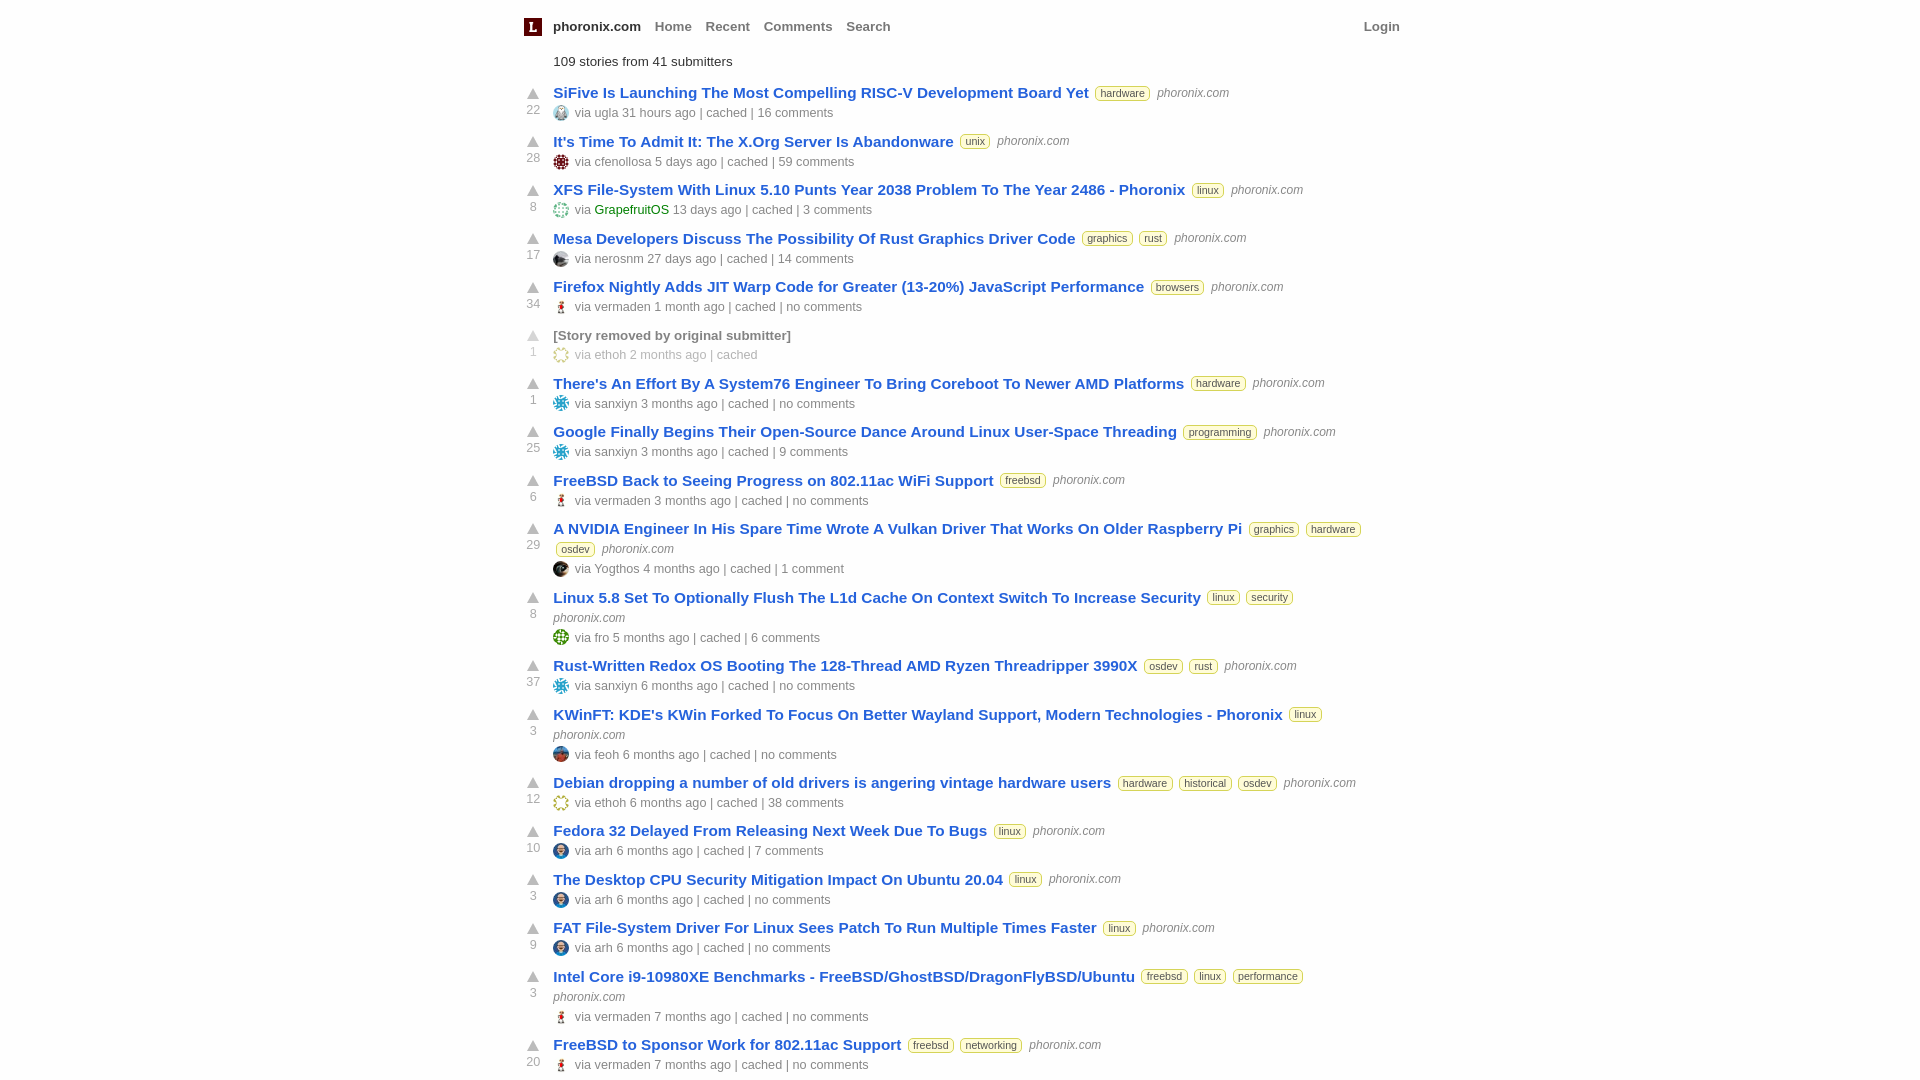 L phoronix.com Home Recent Comments Search Login
109 stories from 41 submitters
SiFive Is Launching The Most Compelling RISC-V Development Board Yet hardware phoronix.com
22
via ugla 31 hours ago | cached | 16 comments
It's Time To Admit It: The X.Org Server Is Abandonware unix phoronix.com
28
via cfenollosa 5 days ago | cached | 59 comments
XFS File-System With Linux 5.10 Punts Year 2038 Problem To The Year 2486 - Phoronix linux phoronix.com
8
via GrapefruitOS 13 days ago | cached | 3 comments
Mesa Developers Discuss The Possibility Of Rust Graphics Driver Code graphics rust phoronix.com
17
via nerosnm 27 days ago | cached | 14 comments
Firefox Nightly Adds JIT Warp Code for Greater (13-20%) JavaScript Performance browsers phoronix.com
34
via vermaden 1 month ago | cached | no comments
[Story removed by original submitter]
1
via ethoh 2 months ago | cached
There's An Effort By A System76 Engineer To Bring Coreboot To Newer AMD Platforms hardware phoronix.com
1
via sanxiyn 3 months ago | cached | no comments
Google Finally Begins Their Open-Source Dance Around Linux User-Space Threading programming phoronix.com
25
via sanxiyn 3 months ago | cached | 9 comments
FreeBSD Back to Seeing Progress on 802.11ac WiFi Support freebsd phoronix.com
6
via vermaden 3 months ago | cached | no comments
A NVIDIA Engineer In His Spare Time Wrote A Vulkan Driver That Works On Older Raspberry Pi graphics hardware
29
osdev phoronix.com
via Yogthos 4 months ago | cached | 1 comment
Linux 5.8 Set To Optionally Flush The L1d Cache On Context Switch To Increase Security linux security
8
phoronix.com
via fro 5 months ago | cached | 6 comments
Rust-Written Redox OS Booting The 128-Thread AMD Ryzen Threadripper 3990X osdev rust phoronix.com
37
via sanxiyn 6 months ago | cached | no comments
KWinFT: KDE's KWin Forked To Focus On Better Wayland Support, Modern Technologies - Phoronix linux
3
phoronix.com
via feoh 6 months ago | cached | no comments
Debian dropping a number of old drivers is angering vintage hardware users hardware historical osdev phoronix.com
12
via ethoh 6 months ago | cached | 38 comments
Fedora 32 Delayed From Releasing Next Week Due To Bugs linux phoronix.com
10
via arh 6 months ago | cached | 7 comments
The Desktop CPU Security Mitigation Impact On Ubuntu 20.04 linux phoronix.com
3
via arh 6 months ago | cached | no comments
FAT File-System Driver For Linux Sees Patch To Run Multiple Times Faster linux phoronix.com
9
via arh 6 months ago | cached | no comments
Intel Core i9-10980XE Benchmarks - FreeBSD/GhostBSD/DragonFlyBSD/Ubuntu freebsd linux performance
3
phoronix.com
via vermaden 7 months ago | cached | no comments
FreeBSD to Sponsor Work for 802.11ac Support freebsd networking phoronix.com
20
via vermaden 7 months ago | cached | no comments